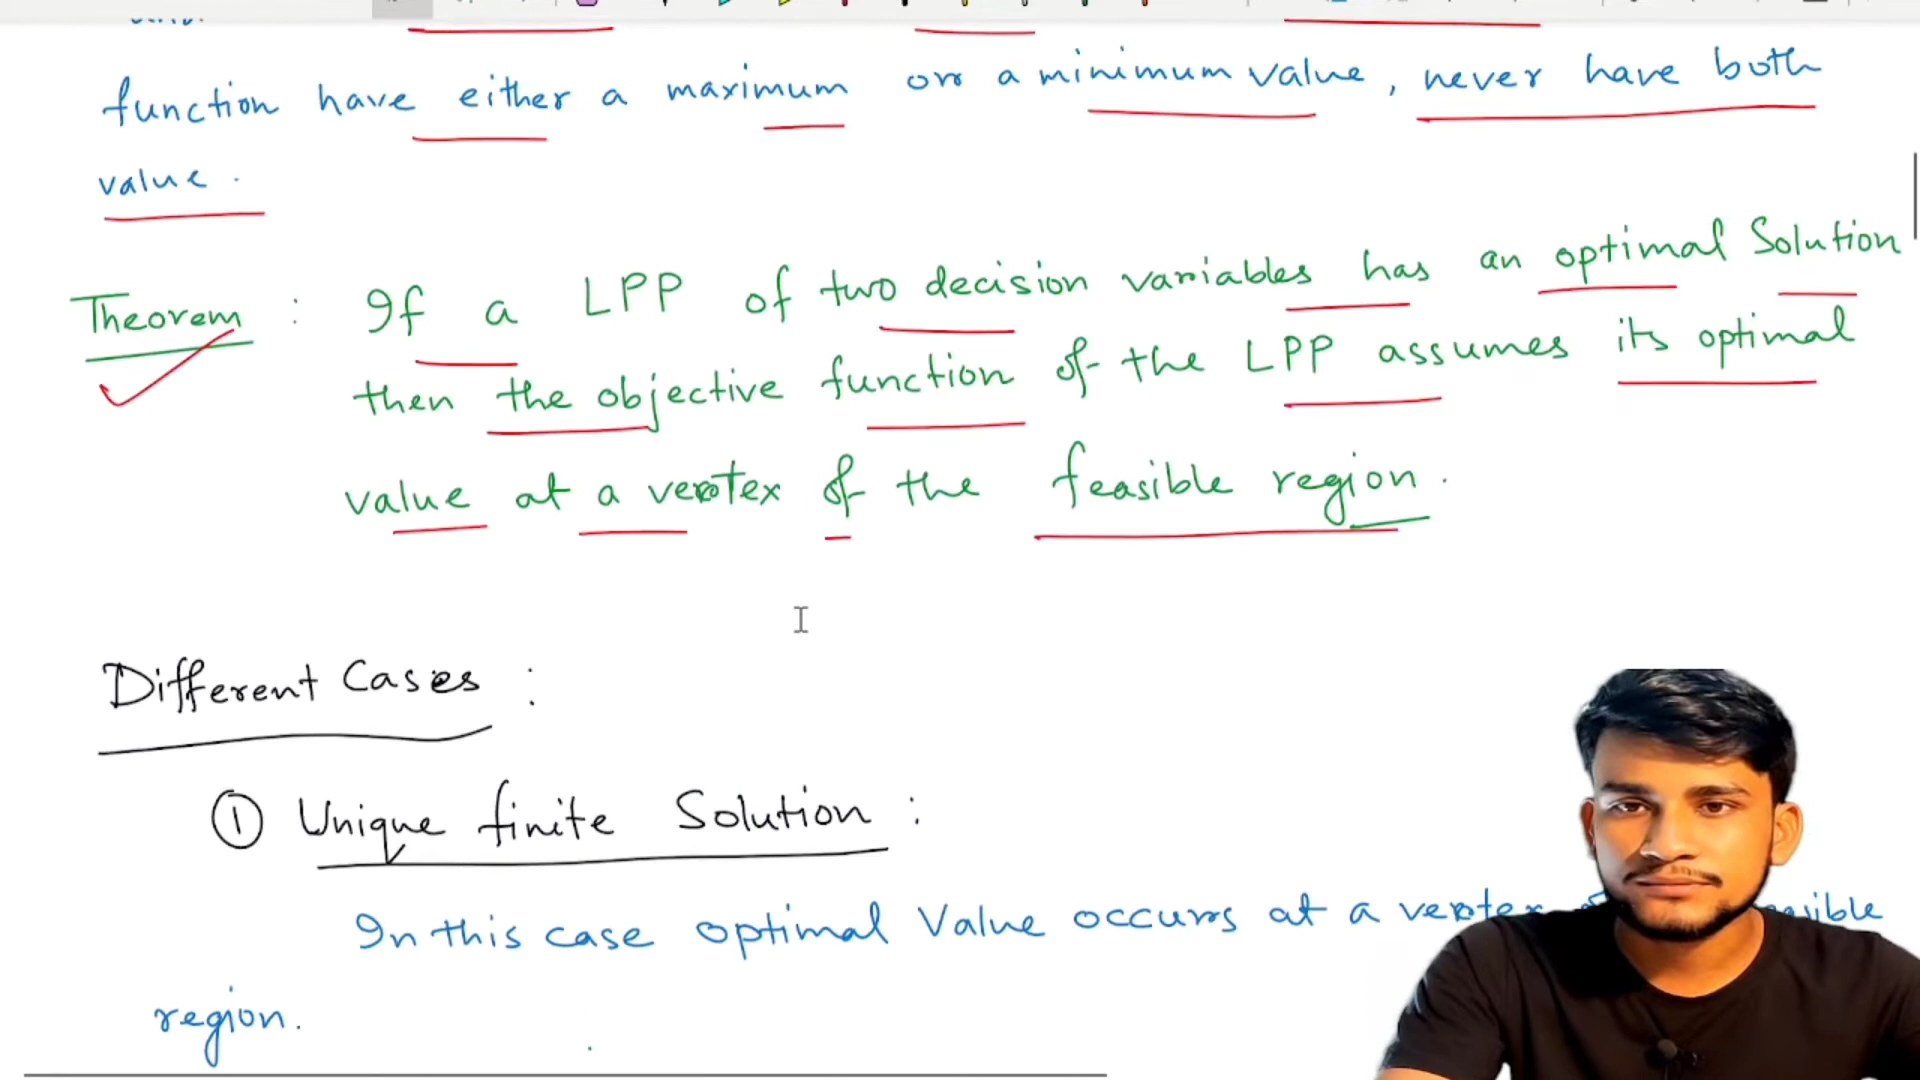 function have either a maximum or a minimum value, never have both
value.
Theorem : If a LPP of two decision variables has an optimal Solution
then the objective function of the LPP assumes its optimal
value at a vertex of the feasible region.
Different Cases :
① Unique finite Solution :
In this case optimal Value occurs at a vertex
region.